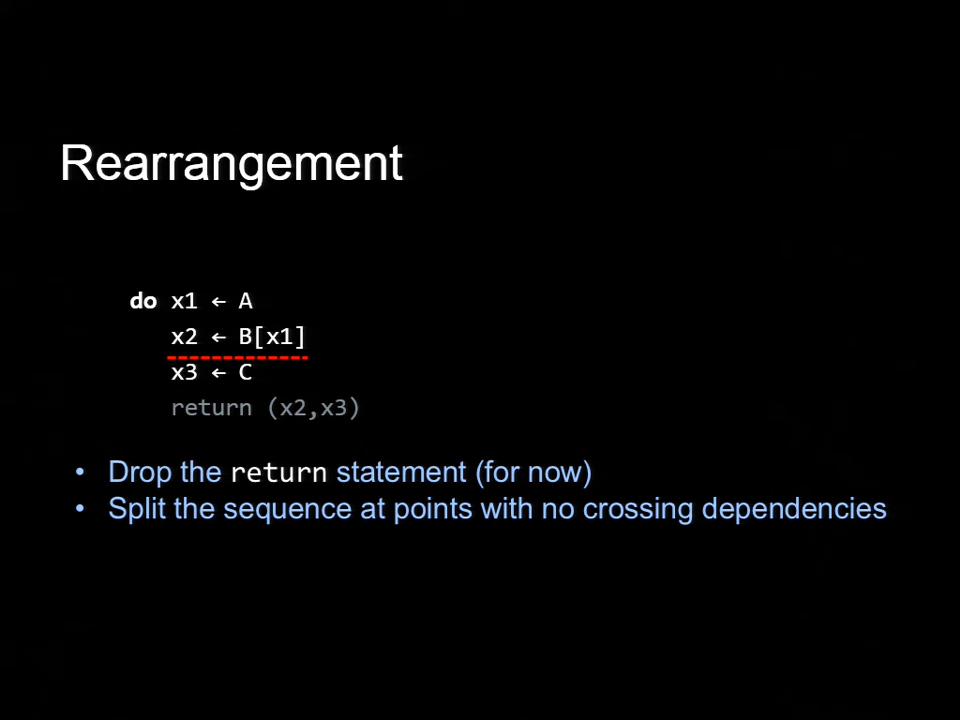 Rearrangement
do x1 ← A
x2 ← B[x1]
x3 ← C
return (x2,x3)
• Drop the return statement (for now)
• Split the sequence at points with no crossing dependencies